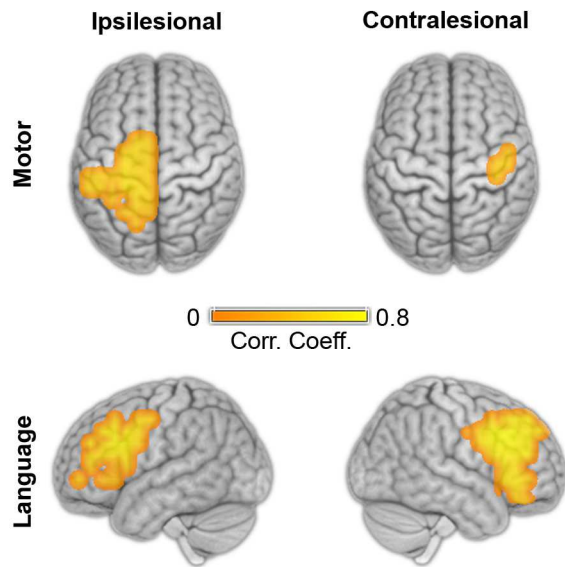 Ipsilesional
Contralesional
Motor
0
0.8
Corr. Coeff.
Language